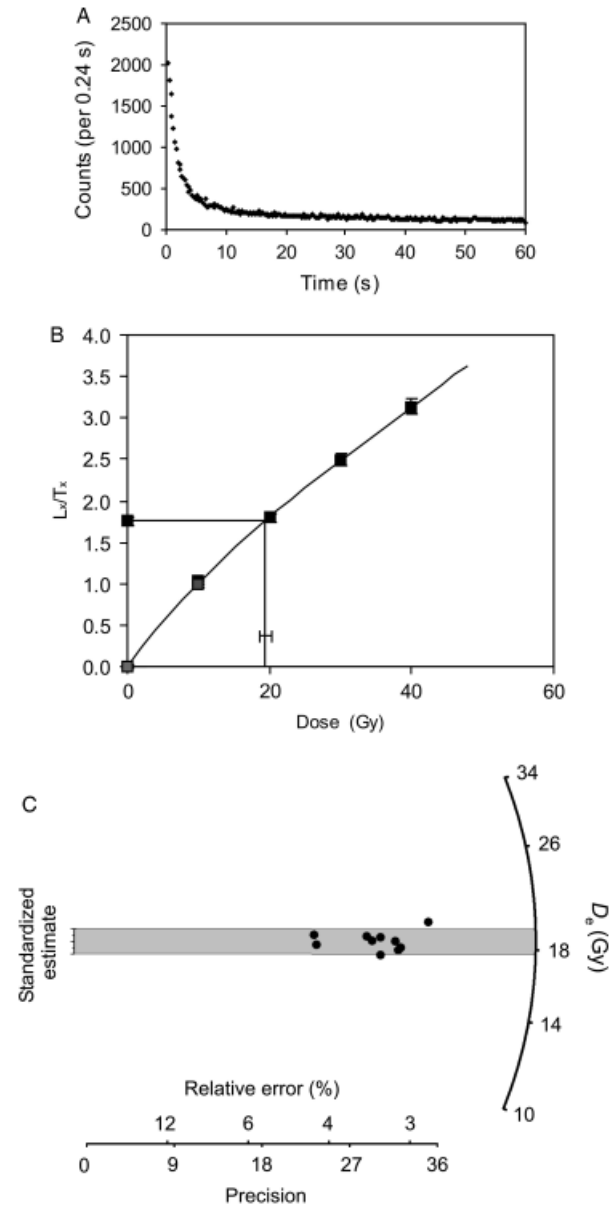 A
Counts (per 0.24 s)
2500
2000
1500
1000
500
0
0 10 20 30 40 50 60
Time (s)
B
Lx/Tx
4.0
3.5
3.0
2.5
2.0
1.5
1.0
0.5
0.0
0 20 40 60
Dose (Gy)
C
Standardized
estimate
34
26
18
14
10
De (Gy)
Relative error (%)
12 6 4 3
0 9 18 27 36
Precision